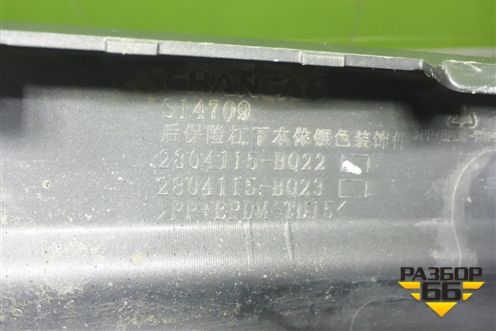 CHANGAN
S14709
后保险杠下本体银色装饰件
2804115-BQ22
2804115-BQ23
>PP+EPDM-TD15<
РАЗБОР
66